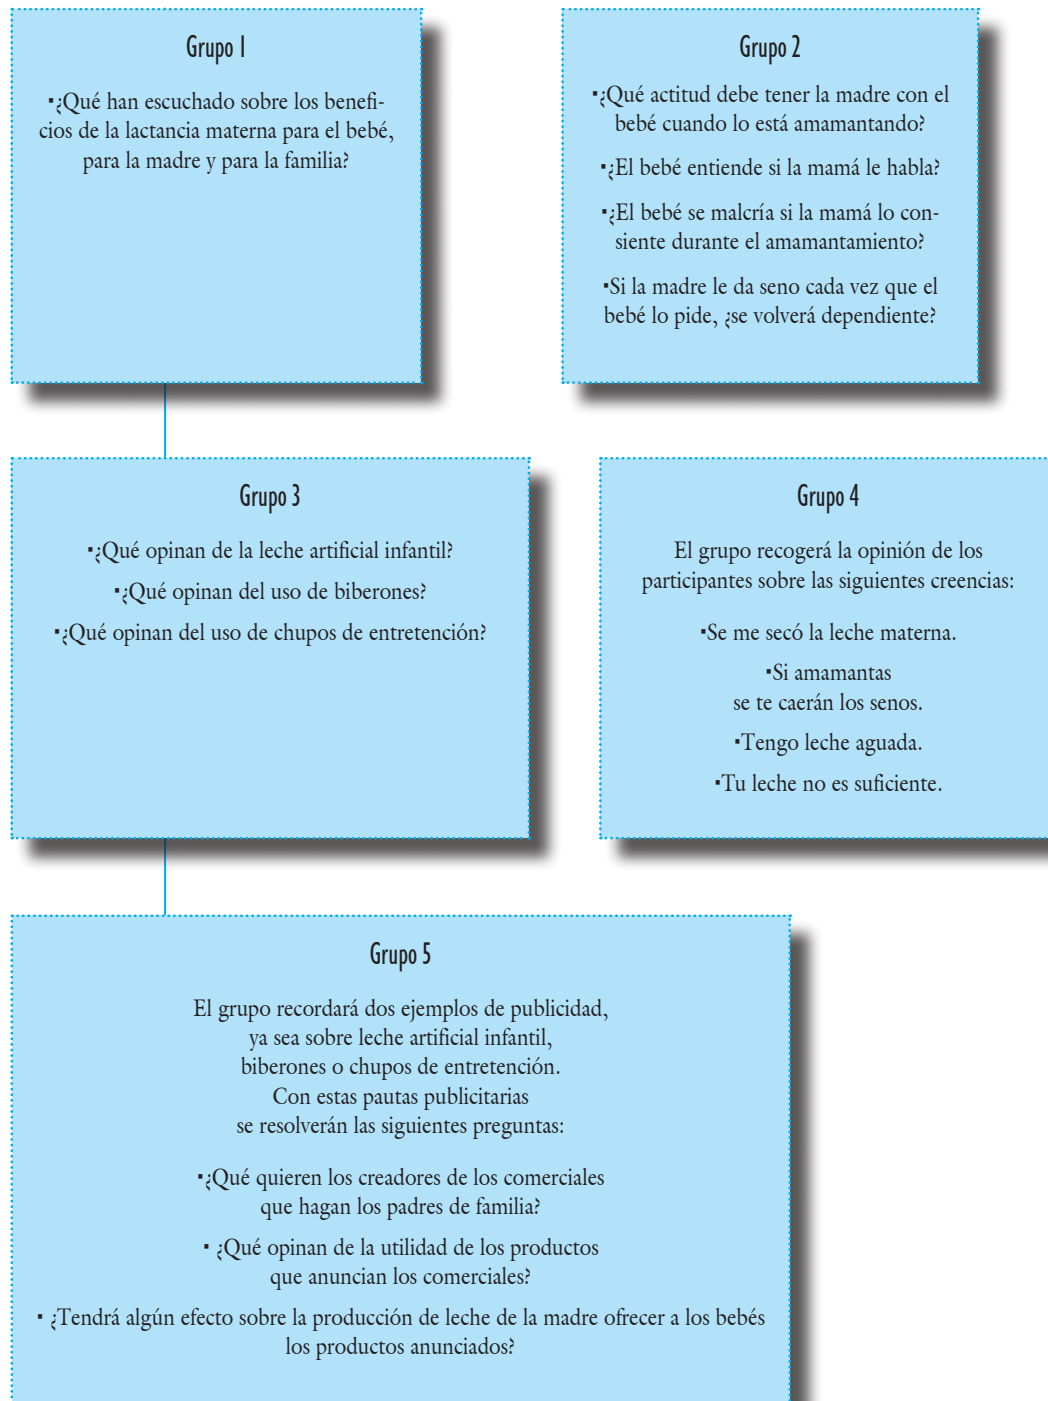 Grupo 1
▪¿Qué han escuchado sobre los benefi-
cios de la lactancia materna para el bebé,
para la madre y para la familia?
Grupo 2
▪¿Qué actitud debe tener la madre con el
bebé cuando lo está amamantando?
▪¿El bebé entiende si la mamá le habla?
▪¿El bebé se malcría si la mamá lo con-
siente durante el amamantamiento?
▪Si la madre le da seno cada vez que el
bebé lo pide, ¿se volverá dependiente?
Grupo 3
▪¿Qué opinan de la leche artificial infantil?
▪¿Qué opinan del uso de biberones?
▪¿Qué opinan del uso de chupos de entretención?
Grupo 4
El grupo recogerá la opinión de los
participantes sobre las siguientes creencias:
▪Se me secó la leche materna.
▪Si amamantas
se te caerán los senos.
▪Tengo leche aguada.
▪Tu leche no es suficiente.
Grupo 5
El grupo recordará dos ejemplos de publicidad,
ya sea sobre leche artificial infantil,
biberones o chupos de entretención.
Con estas pautas publicitarias
se resolverán las siguientes preguntas:
▪¿Qué quieren los creadores de los comerciales
que hagan los padres de familia?
▪ ¿Qué opinan de la utilidad de los productos
que anuncian los comerciales?
▪ ¿Tendrá algún efecto sobre la producción de leche de la madre ofrecer a los bebés
los productos anunciados?